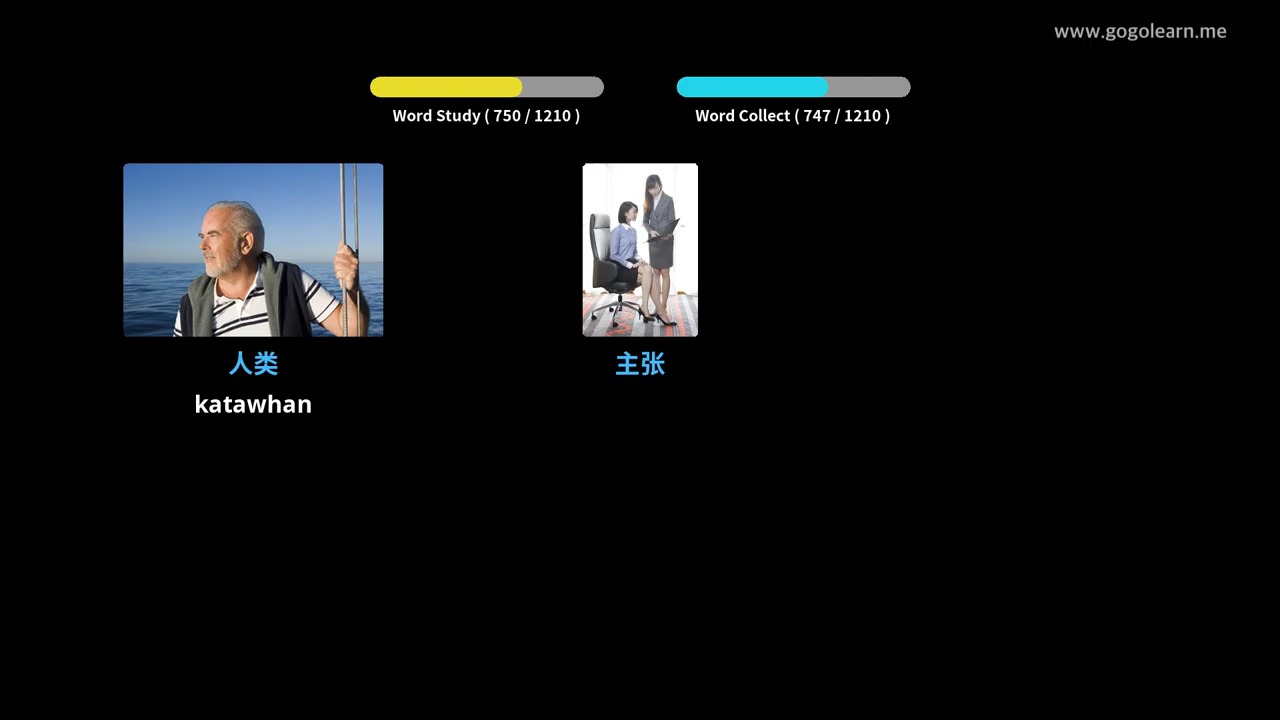 www.gogolearn.me
Word Study ( 750 / 1210 )
Word Collect ( 747 / 1210 )
人类
katawhan
主张